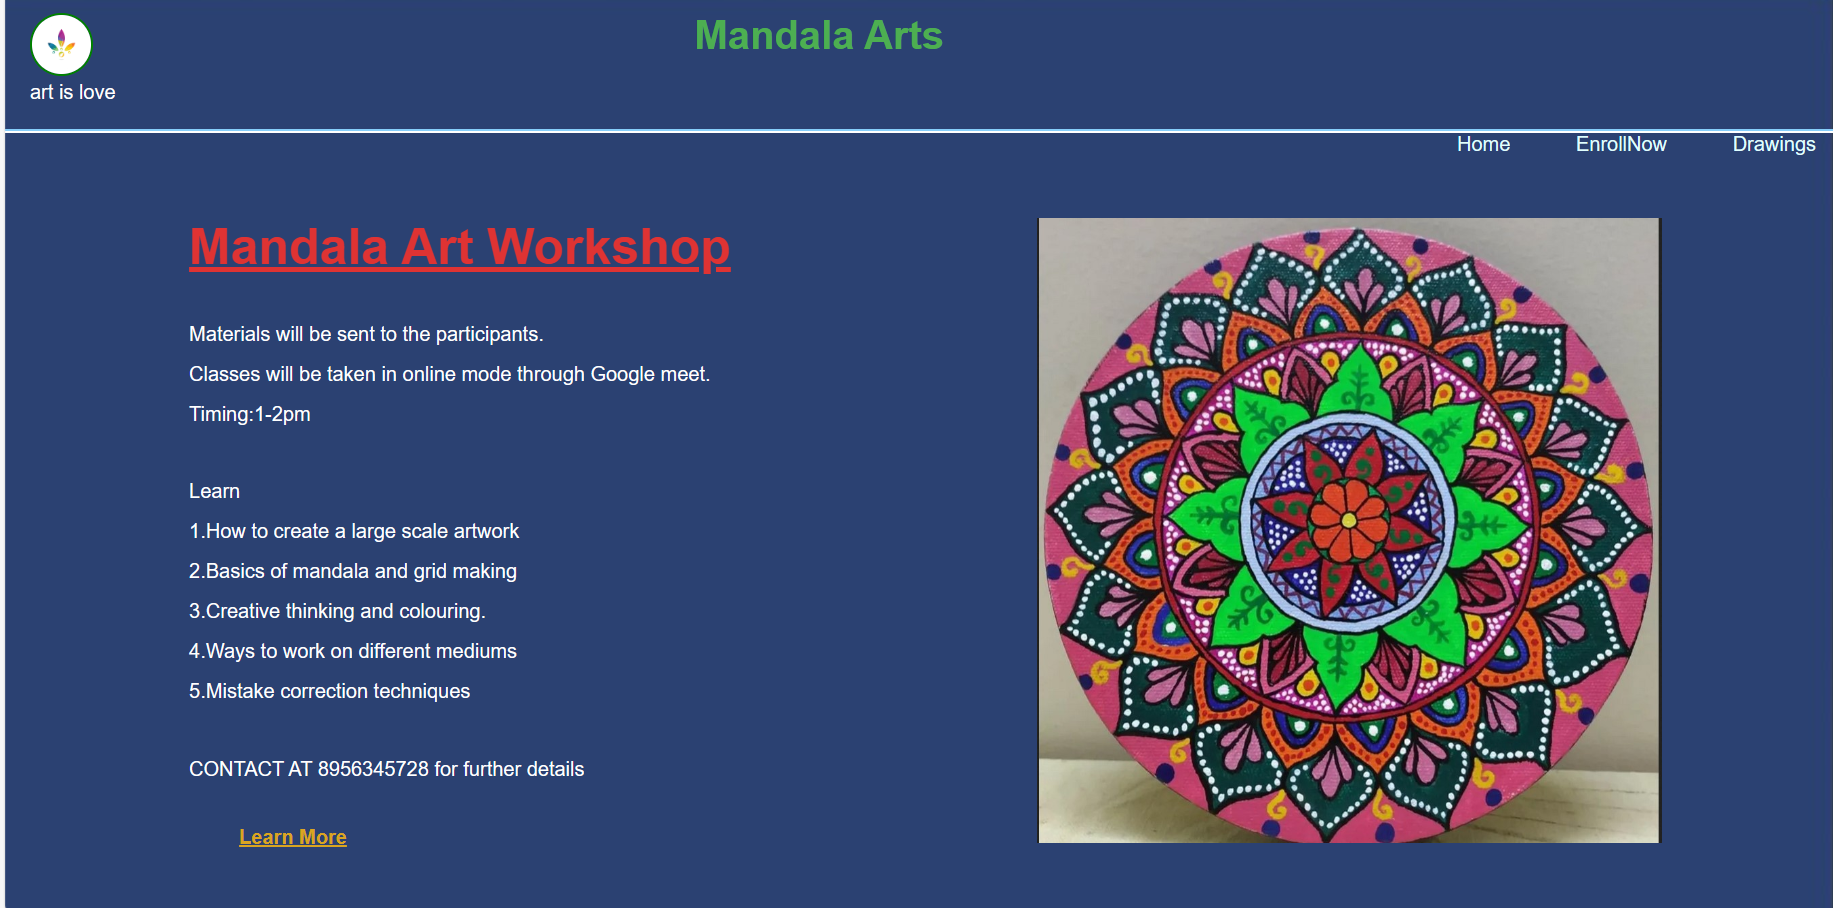 Mandala Arts
art is love
Home EnrollNow Drawings
Mandala Art Workshop
Materials will be sent to the participants.
Classes will be taken in online mode through Google meet.
Timing:1-2pm
Learn
1.How to create a large scale artwork
2.Basics of mandala and grid making
3.Creative thinking and colouring.
4.Ways to work on different mediums
5.Mistake correction techniques
CONTACT AT 8956345728 for further details
Learn More